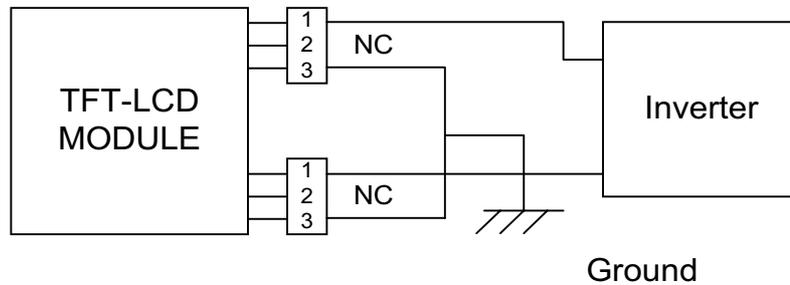 TFT-LCD
MODULE
1
2
3
NC
1
2
3
NC
Inverter
Ground